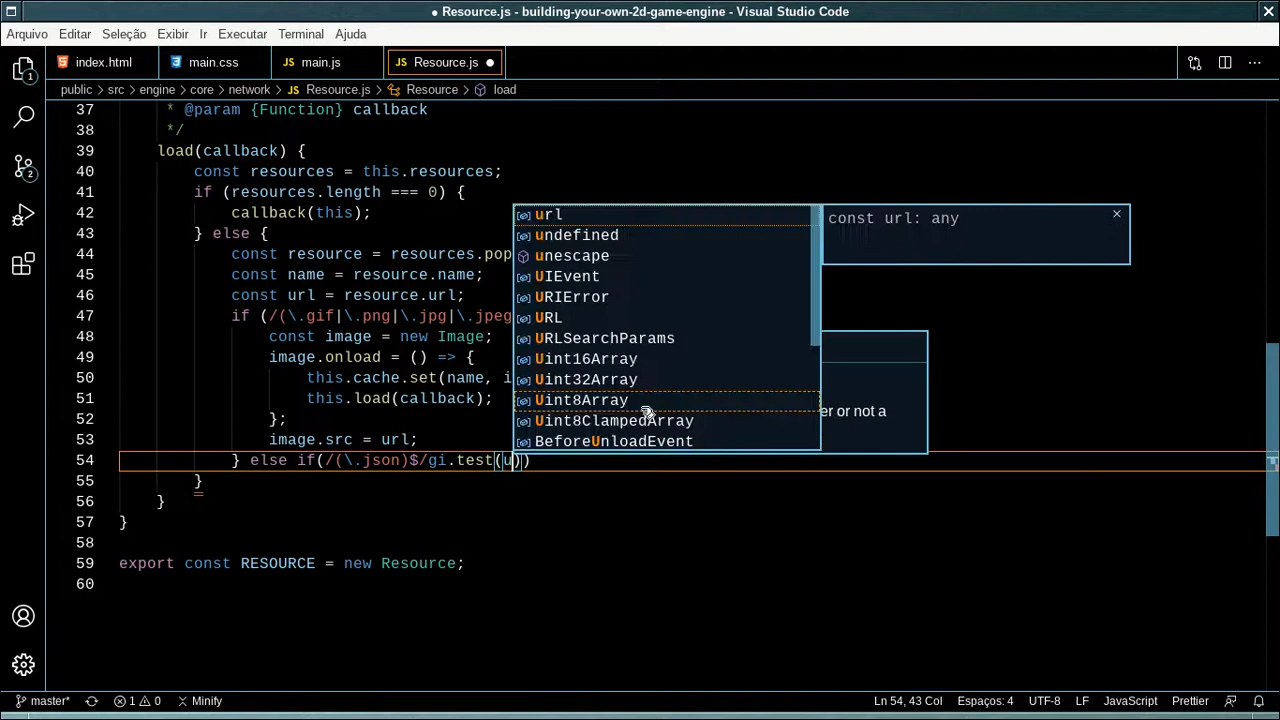 ● Resource.js - building-your-own-2d-game-engine - Visual Studio Code
Arquivo Editar Seleção Exibir Ir Executar Terminal Ajuda
index.html main.css JS main.js JS Resource.js ●
public > src > engine > core > network > JS Resource.js > Resource > load
37 * @param {Function} callback
38 */
39 load(callback) {
40 const resources = this.resources;
41 if (resources.length === 0) {
42 callback(this);
43 } else {
44 const resource = resources.pop
45 const name = resource.name;
46 const url = resource.url;
47 if (/(\.gif|\.png|\.jpg|\.jpeg
48 const image = new Image;
49 image.onload = () => {
50 this.cache.set(name, i
51 this.load(callback);
52 };
53 image.src = url;
54 } else if(/(\.json)$/gi.test(u))
55 }
56 }
57 }
58
59 export const RESOURCE = new Resource;
60
url
undefined
unescape
UIEvent
URIError
URL
URLSearchParams
Uint16Array
Uint32Array
Uint8Array
Uint8ClampedArray
BeforeUnloadEvent
const url: any
er or not a
1
2
master* 1 0 Minify Ln 54, 43 Col Espaços: 4 UTF-8 LF JavaScript Prettier